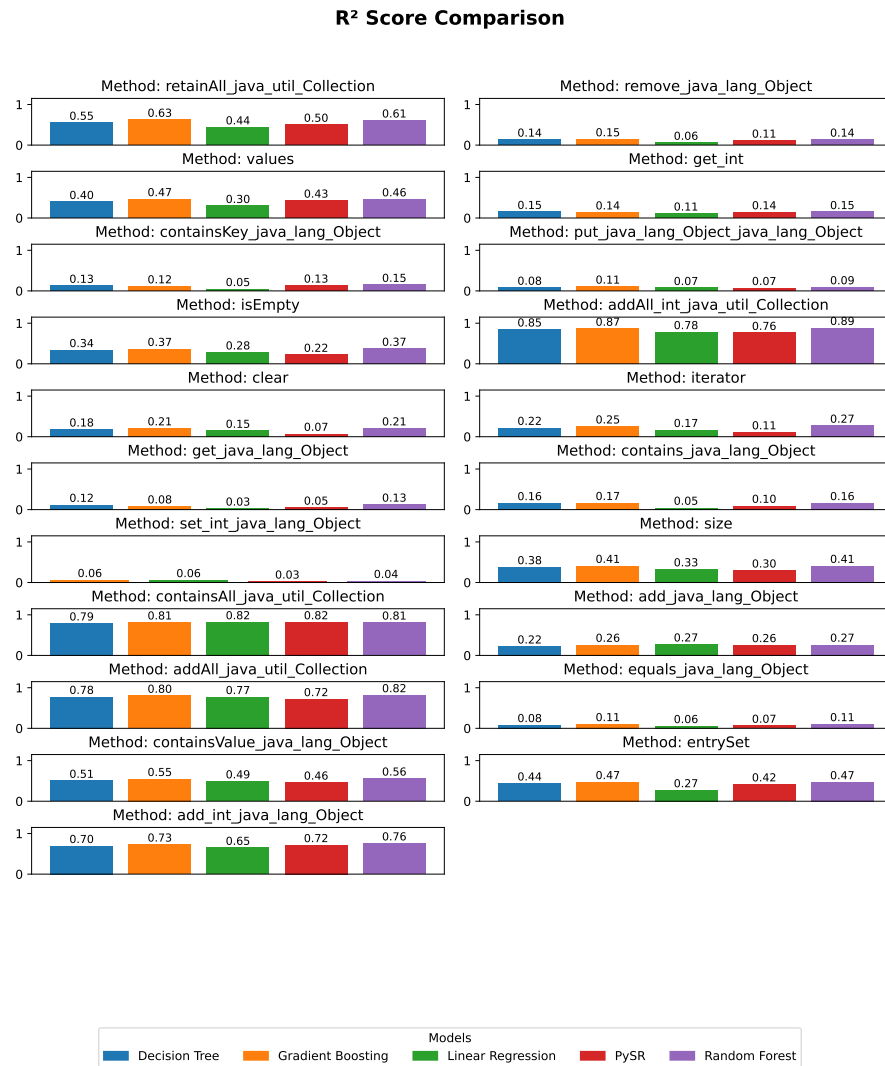 R² Score Comparison
Method: retainAll_java_util_Collection
1
0
0.55 0.63 0.44 0.50 0.61
Method: remove_java_lang_Object
1
0
0.14 0.15 0.06 0.11 0.14
Method: values
1
0
0.40 0.47 0.30 0.43 0.46
Method: get_int
1
0
0.15 0.14 0.11 0.14 0.15
Method: containsKey_java_lang_Object
1
0
0.13 0.12 0.05 0.13 0.15
Method: put_java_lang_Object_java_lang_Object
1
0
0.08 0.11 0.07 0.07 0.09
Method: isEmpty
1
0
0.34 0.37 0.28 0.22 0.37
Method: addAll_int_java_util_Collection
1
0
0.85 0.87 0.78 0.76 0.89
Method: clear
1
0
0.18 0.21 0.15 0.07 0.21
Method: iterator
1
0
0.22 0.25 0.17 0.11 0.27
Method: get_java_lang_Object
1
0
0.12 0.08 0.03 0.05 0.13
Method: contains_java_lang_Object
1
0
0.16 0.17 0.05 0.10 0.16
Method: set_int_java_lang_Object
1
0
0.06 0.06 0.03 0.04
Method: size
1
0
0.38 0.41 0.33 0.30 0.41
Method: containsAll_java_util_Collection
1
0
0.79 0.81 0.82 0.82 0.81
Method: add_java_lang_Object
1
0
0.22 0.26 0.27 0.26 0.27
Method: addAll_java_util_Collection
1
0
0.78 0.80 0.77 0.72 0.82
Method: equals_java_lang_Object
1
0
0.08 0.11 0.06 0.07 0.11
Method: containsValue_java_lang_Object
1
0
0.51 0.55 0.49 0.46 0.56
Method: entrySet
1
0
0.44 0.47 0.27 0.42 0.47
Method: add_int_java_lang_Object
1
0
0.70 0.73 0.65 0.72 0.76
Models
Decision Tree Gradient Boosting Linear Regression PySR Random Forest